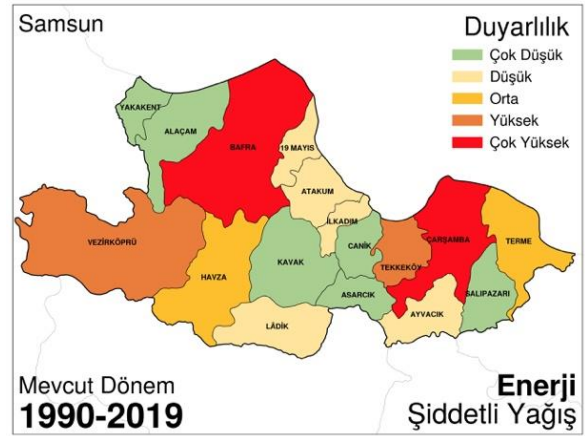 Samsun
Duyarlılık
Çok Düşük
Düşük
Orta
Yüksek
Çok Yüksek
YAKAKENT
ALAÇAM
BAFRA
19 MAYIS
ATAKUM
İLKADIM
CANİK
TEKKEKÖY
ÇARŞAMBA
TERME
VEZİRKÖPRÜ
HAVZA
KAVAK
ASARCIK
SALIPAZARI
LÂDİK
AYVACIK
Mevcut Dönem
1990-2019
Enerji
Şiddetli Yağış